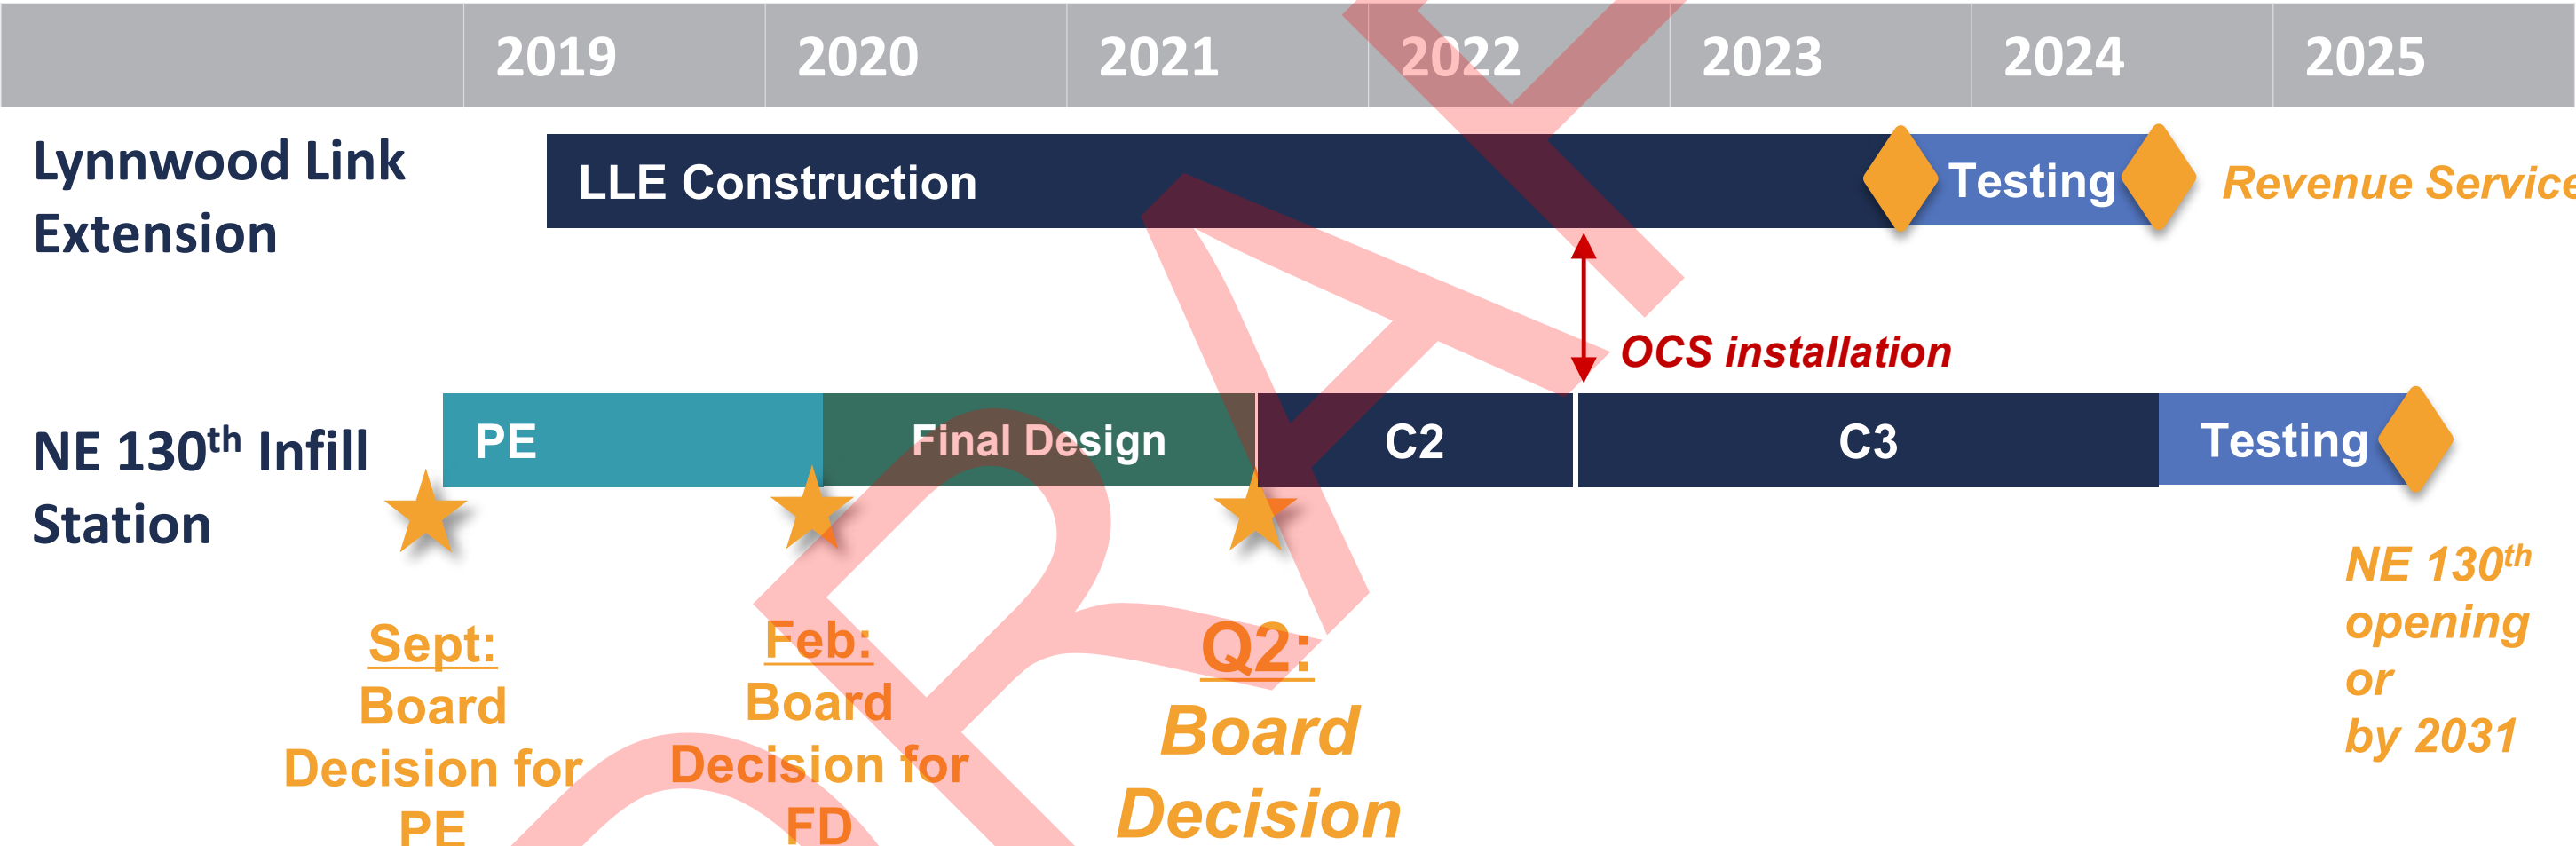 2019 2020 2021 2022 2023 2024 2025
Lynnwood Link
Extension
LLE Construction
Testing
Revenue Service
OCS installation
NE 130th Infill
Station
PE
Final Design
C2
C3
Testing
Sept:
Board
Decision for
PE
Feb:
Board
Decision for
FD
Q2:
Board
Decision
NE 130th
opening
or
by 2031
DRAF